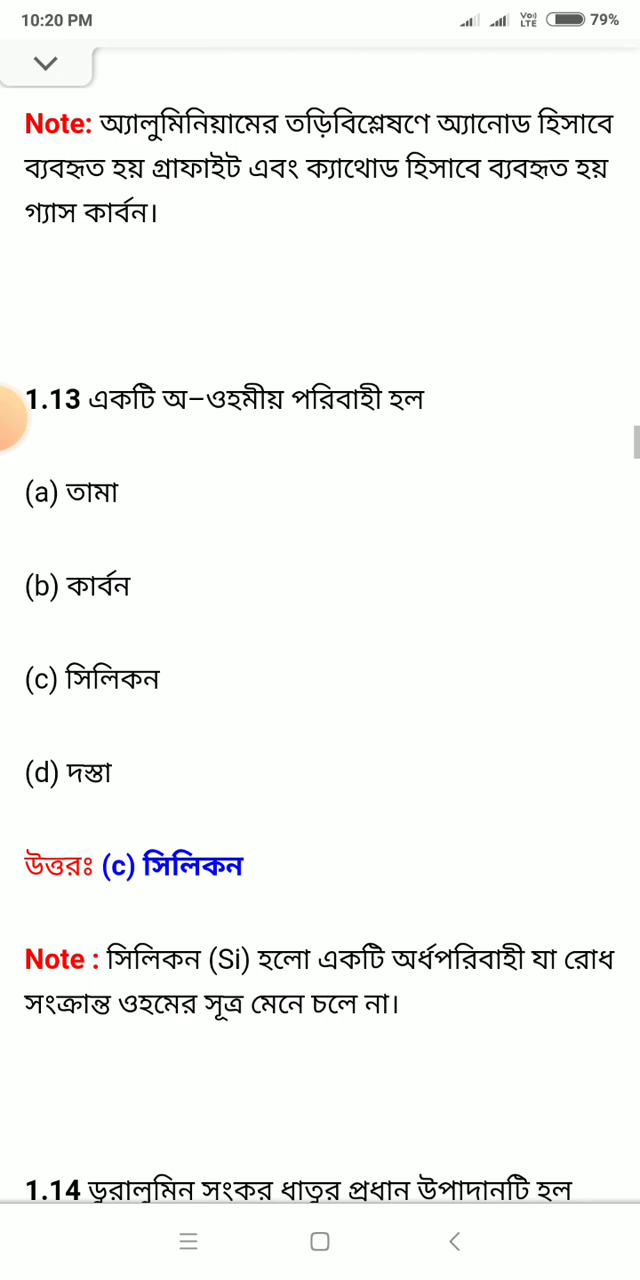 10:20 PM
Vo) LTE 79%
Note: অ্যালুমিনিয়ামের তড়িবিশ্লেষণে অ্যানোড হিসাবে
ব্যবহৃত হয় গ্রাফাইট এবং ক্যাথোড হিসাবে ব্যবহৃত হয়
গ্যাস কার্বন।
1.13 একটি অ-ওহমীয় পরিবাহী হল
(a) তামা
(b) কার্বন
(c) সিলিকন
(d) দস্তা
উত্তরঃ (c) সিলিকন
Note : সিলিকন (Si) হলো একটি অর্ধপরিবাহী যা রোধ
সংক্রান্ত ওহমের সূত্র মেনে চলে না।
1.14 ডুরালুমিন সংকর ধাতুর প্রধান উপাদানটি হল